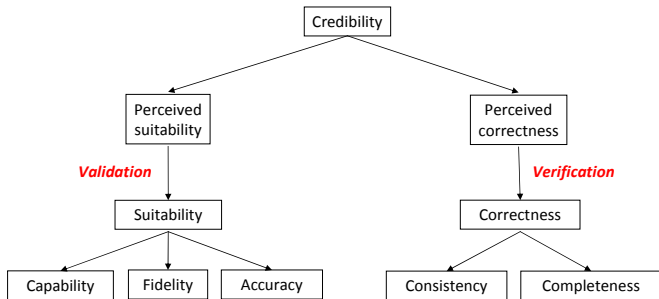 Credibility
Perceived
suitability
Perceived
correctness
Validation
Verification
Suitability
Correctness
Capability
Fidelity
Accuracy
Consistency
Completeness